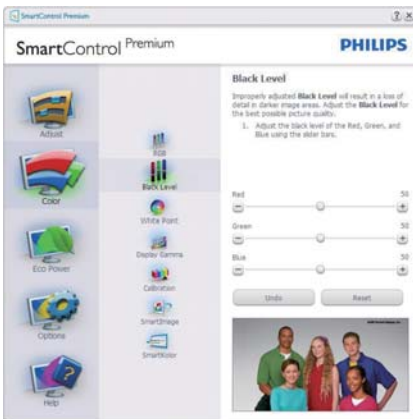 SmartControl Premium
SmartControl Premium
PHILIPS
Adjust
Color
Eco Power
Options
Help
RGB
Black Level
White Point
Display Gamma
Calibration
SmartImage
SmartKolor
Black Level
Improperly adjusted Black Level will result in a loss of
detail in darker image areas. Adjust the Black Level for
the best possible picture quality.
1. Adjust the black level of the Red, Green, and
Blue using the slider bars.
Red 50
Green 50
Blue 50
Undo Reset